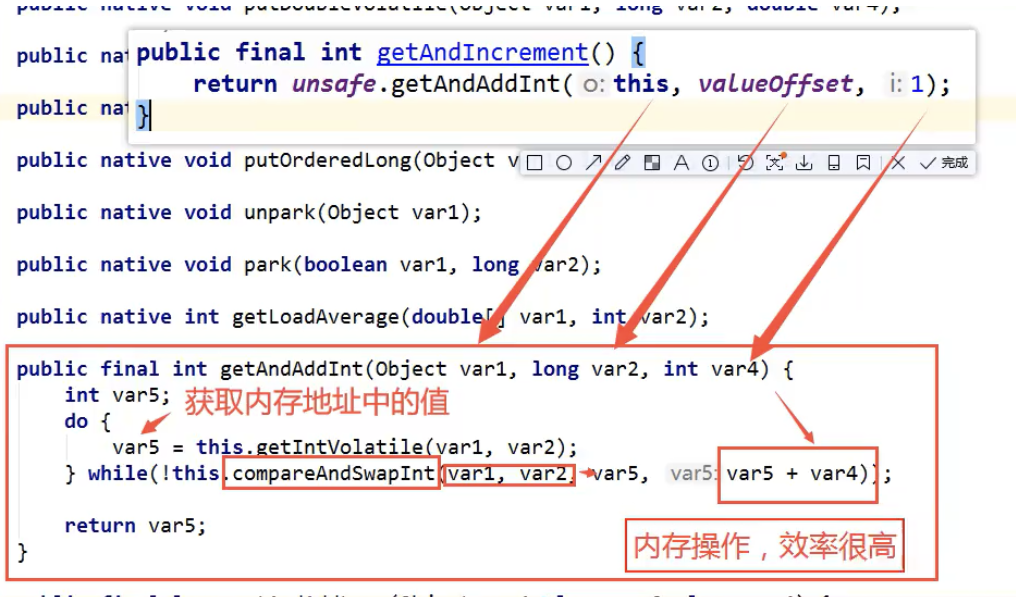 public native void putDoubleVolatile(Object var1, long var2, double var4);
public nat
public final int getAndIncrement() {
return unsafe.getAndAddInt( o: this, valueOffset, i: 1);
public nat
}
public native void putOrderedLong(Object v
A 1 文 完成
public native void unpark(Object var1);
public native void park(boolean var1, long var2);
public native int getLoadAverage(double[] var1, int var2);
public final int getAndAddInt(Object var1, long var2, int var4) {
int var5;
获取内存地址中的值
do {
var5 = this.getIntVolatile(var1, var2);
} while(!this.compareAndSwapInt(var1, var2, var5, var5: var5 + var4));
return var5;
内存操作，效率很高
}